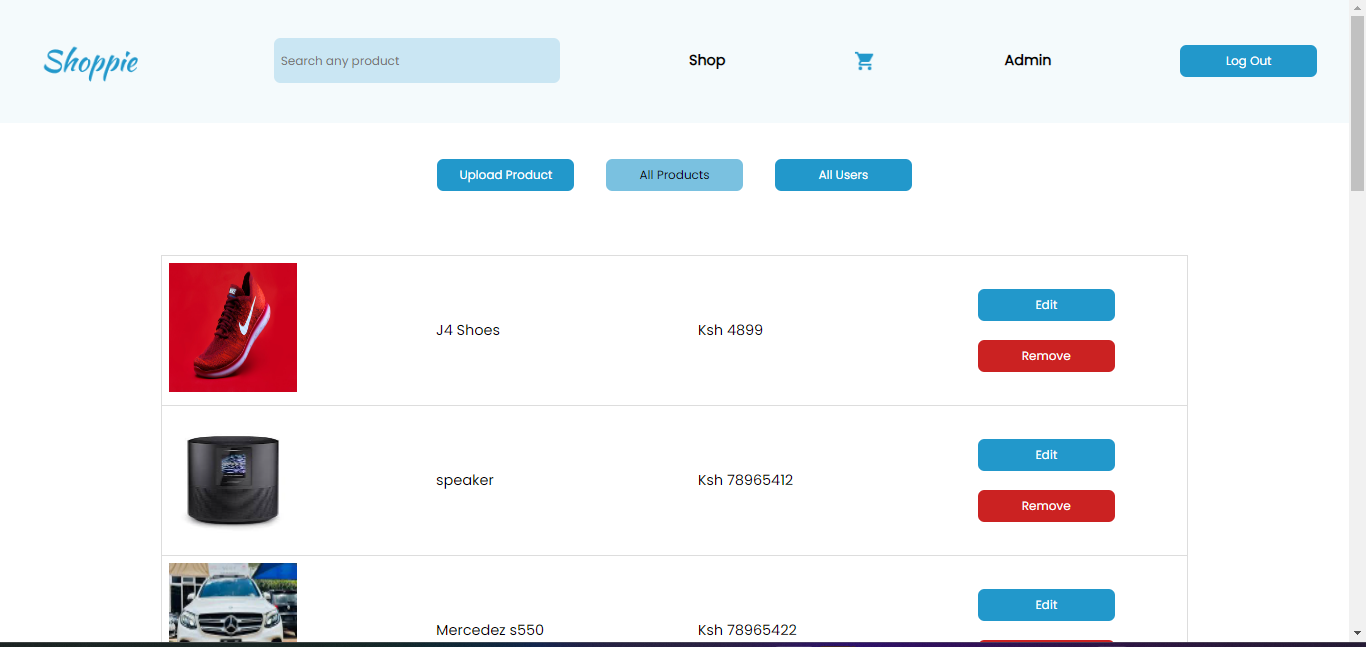 Shoppie
Search any product
Shop
Admin
Log Out
Upload Product
All Products
All Users
J4 Shoes
Ksh 4899
Edit
Remove
speaker
Ksh 78965412
Edit
Remove
Mercedez s550
Ksh 78965422
Edit